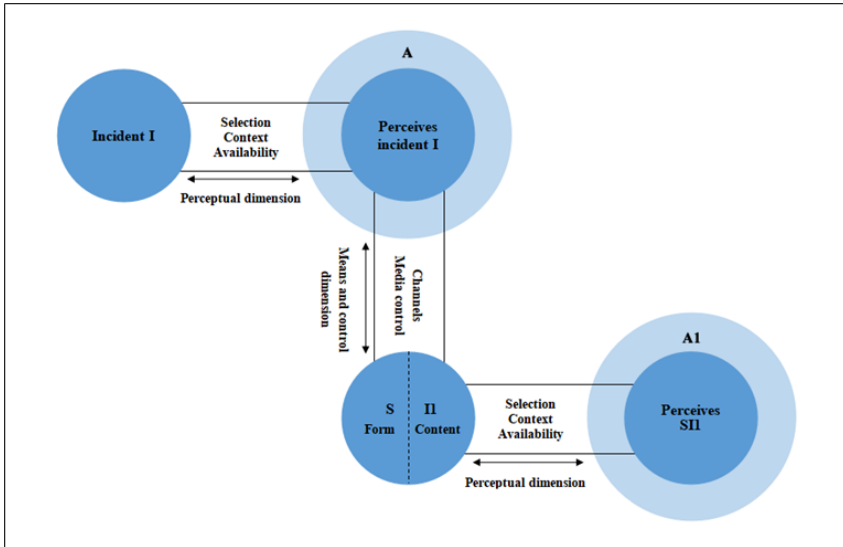 A
Incident I
Selection
Context
Availability
Perceives
incident I
Perceptual dimension
Means and control
dimension
Channels
Media control
A1
S
Form
I1
Content
Selection
Context
Availability
Perceives
SI1
Perceptual dimension